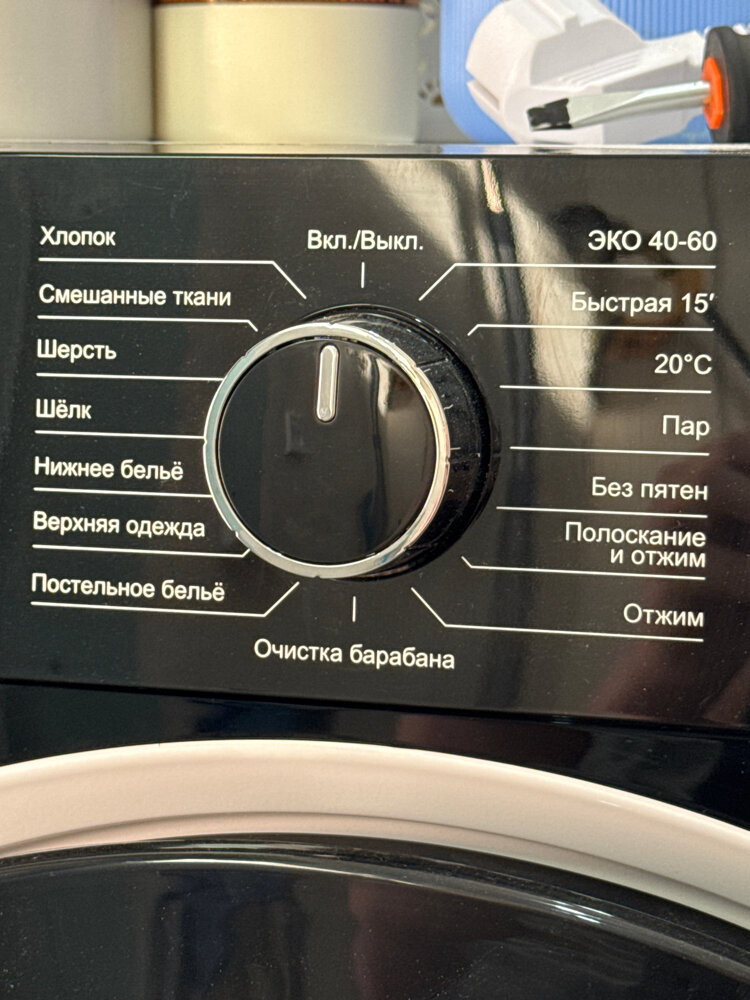 Вкл./Выкл.
Хлопок
Смешанные ткани
Шерсть
Шёлк
Нижнее бельё
Верхняя одежда
Постельное бельё
ЭКО 40-60
Быстрая 15'
20°C
Пар
Без пятен
Полоскание
и отжим
Отжим
Очистка барабана